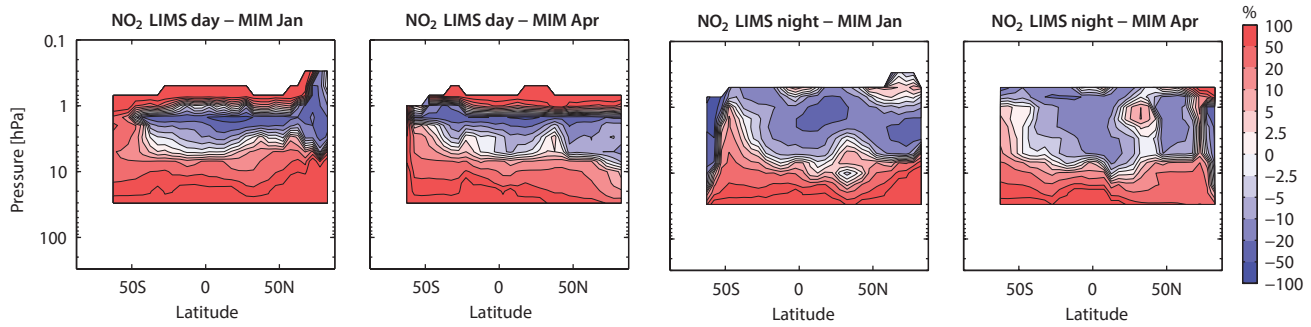 NO₂ LIMS day – MIM Jan
NO₂ LIMS day – MIM Apr
NO₂ LIMS night – MIM Jan
NO₂ LIMS night – MIM Apr
%
0.1
1
10
100
Pressure [hPa]
50S 0 50N
Latitude
50S 0 50N
Latitude
50S 0 50N
Latitude
50S 0 50N
Latitude
100
50
20
10
5
2.5
0
−2.5
−5
−10
−20
−50
−100